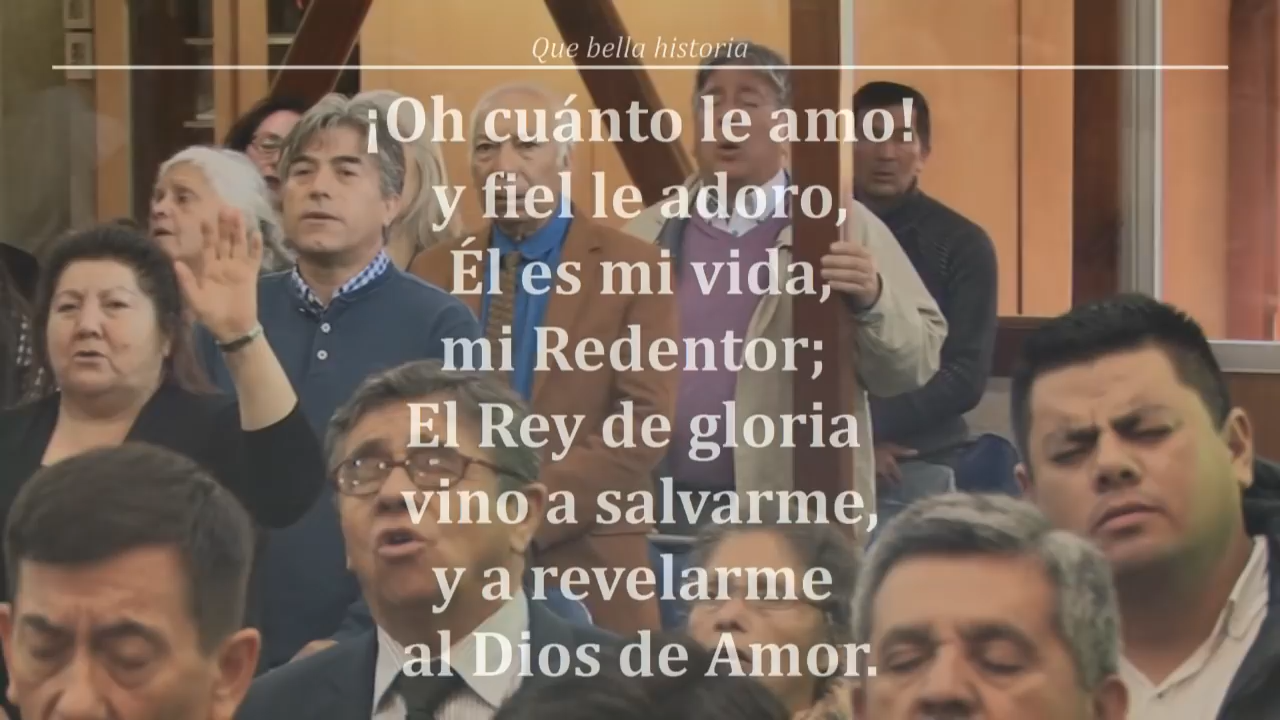 Que bella historia
¡Oh cuánto le amo!
y fiel le adoro,
Él es mi vida,
mi Redentor;
El Rey de gloria
vino a salvarme,
y a revelarme
al Dios de Amor.